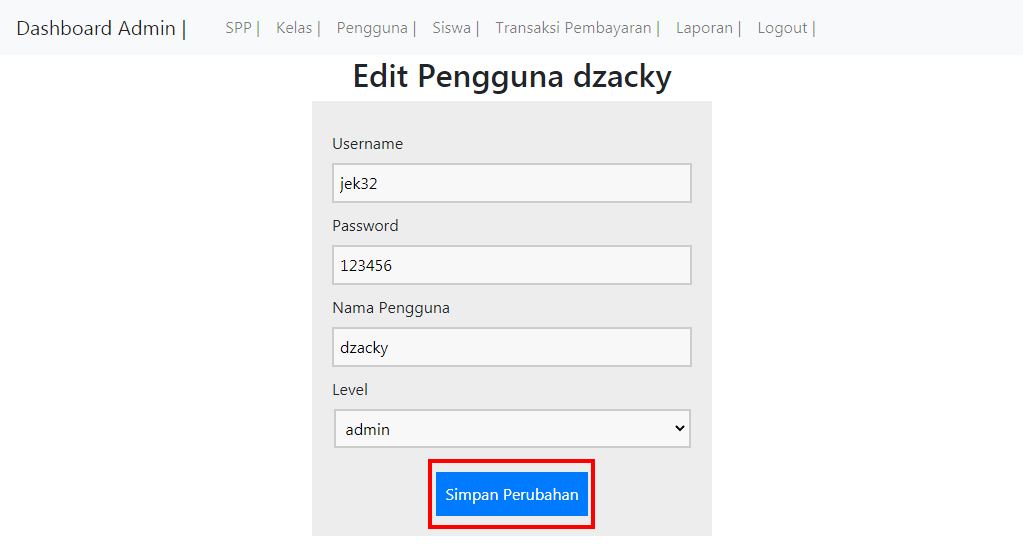 Dashboard Admin | SPP | Kelas | Pengguna | Siswa | Transaksi Pembayaran | Laporan | Logout |
Edit Pengguna dzacky
Username
jek32
Password
123456
Nama Pengguna
dzacky
Level
admin
Simpan Perubahan